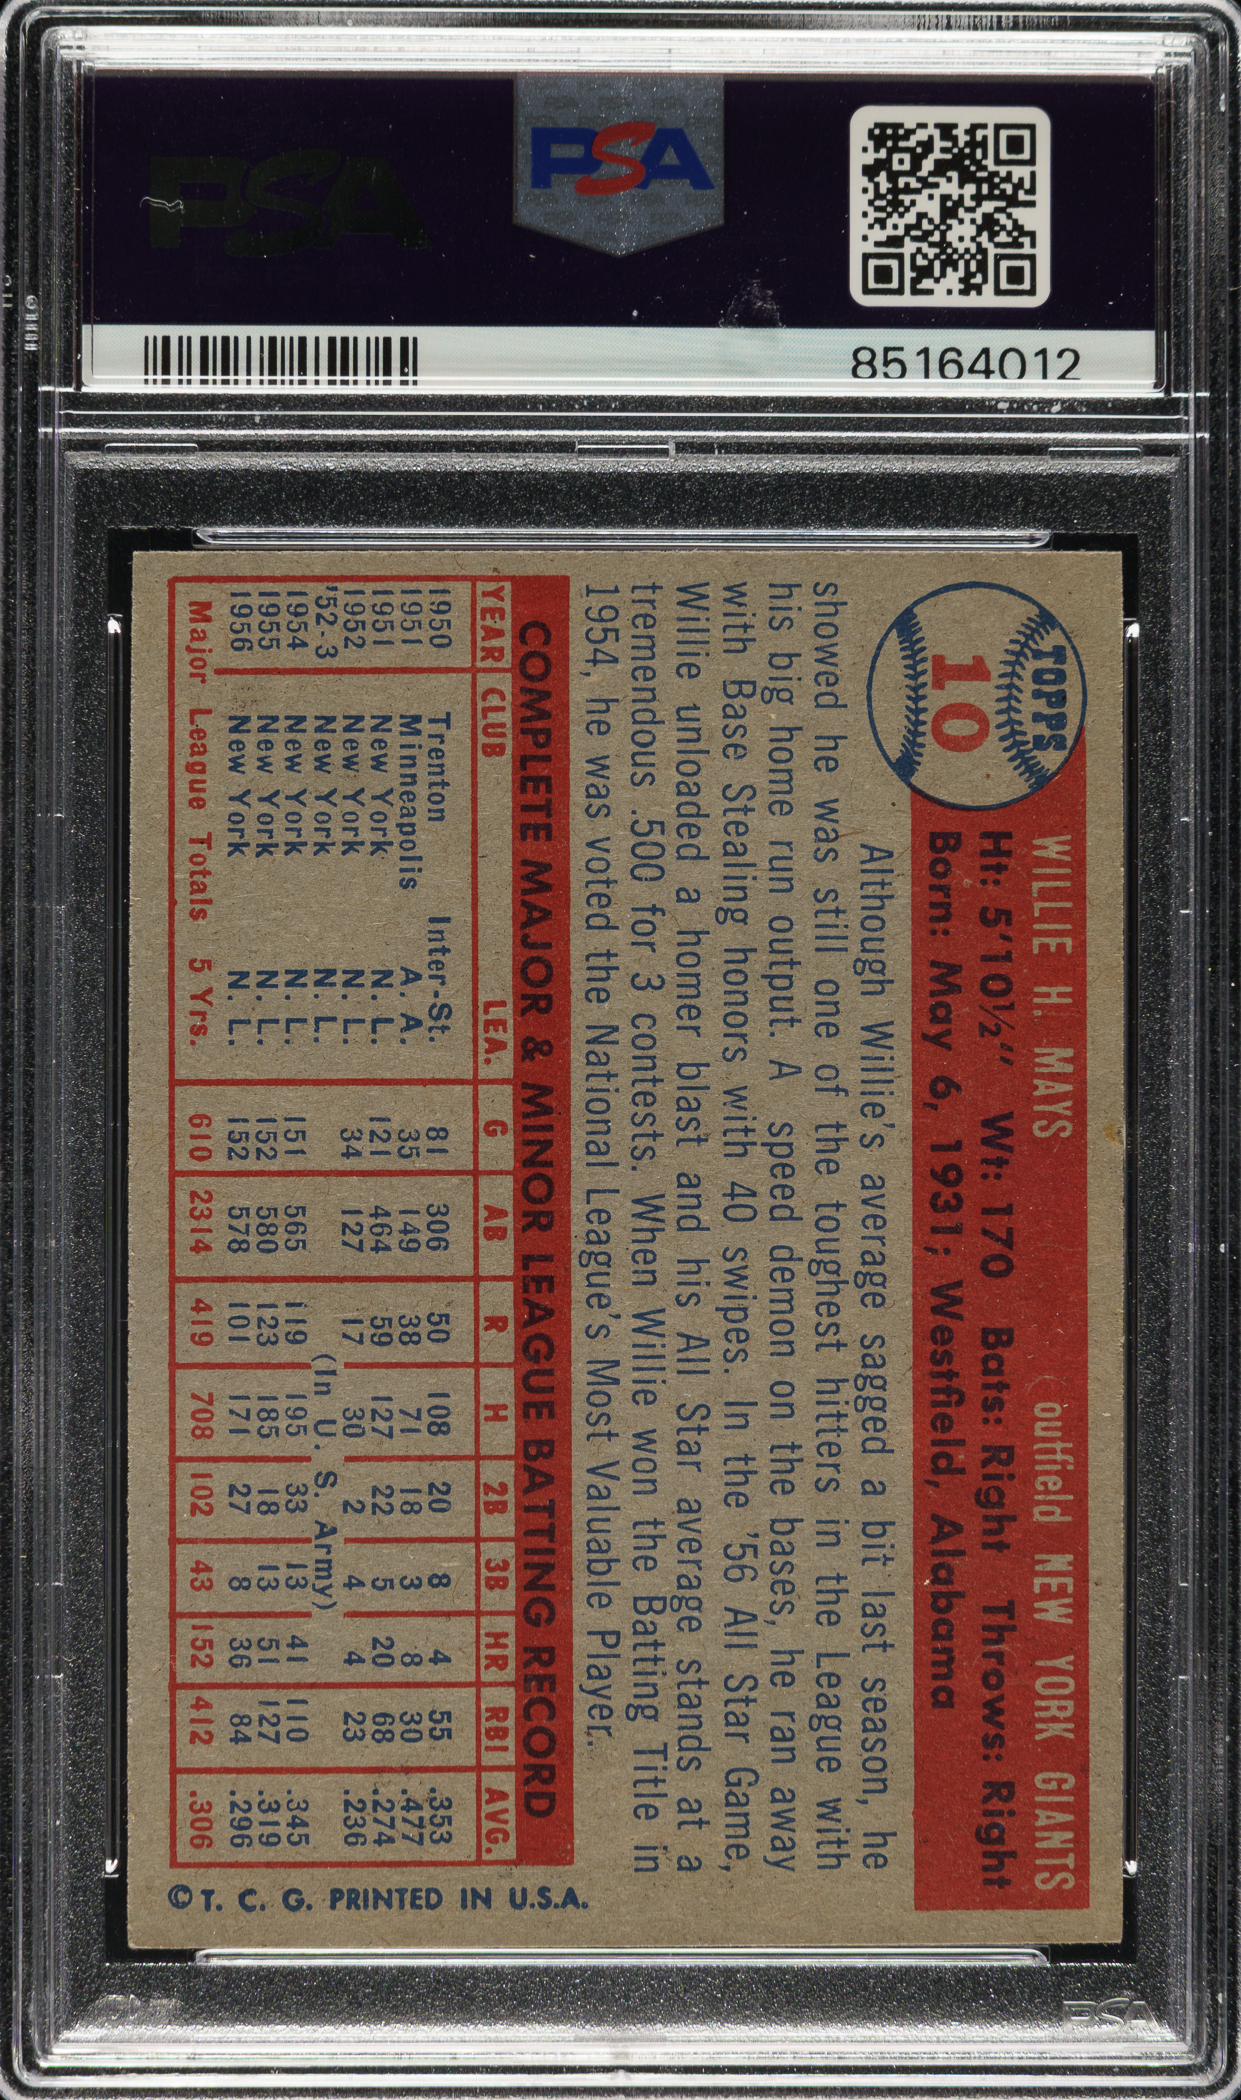 PSA
PSA
85164012
TOPPS
10
WILLIE H. MAYS outfield NEW YORK GIANTS
Ht: 5'10½" Wt: 170 Bats: Right Throws: Right
Born: May 6, 1931; Westfield, Alabama
Although Willie's average sagged a bit last season, he
showed he was still one of the toughest hitters in the League with
his big home run output. A speed demon on the bases, he ran away
with Base Stealing honors with 40 swipes. In the '56 All Star Game,
Willie unloaded a homer blast and his All Star average stands at a
tremendous .500 for 3 contests. When Willie won the Batting Title in
1954, he was voted the National League's Most Valuable Player.
COMPLETE MAJOR & MINOR LEAGUE BATTING RECORD
YEAR CLUB LEA. G AB R H 2B 3B HR RBI AVG.
1950 Trenton Inter-St. 81 306 50 108 20 8 4 55 .353
1951 Minneapolis A. A. 35 149 38 71 18 3 8 30 .477
1951 New York N. L. 121 464 59 127 22 5 20 68 .274
1952 New York N. L. 34 127 17 30 2 4 4 23 .236
'52-3 New York N. L. (In U. S. Army)
1954 New York N. L. 151 565 119 195 33 13 41 110 .345
1955 New York N. L. 152 580 123 185 18 13 51 127 .319
1956 New York N. L. 152 578 101 171 27 8 36 84 .296
Major League Totals 5 Yrs. 610 2314 419 708 102 43 152 412 .306
© T. C. G. PRINTED IN U.S.A.
PSA